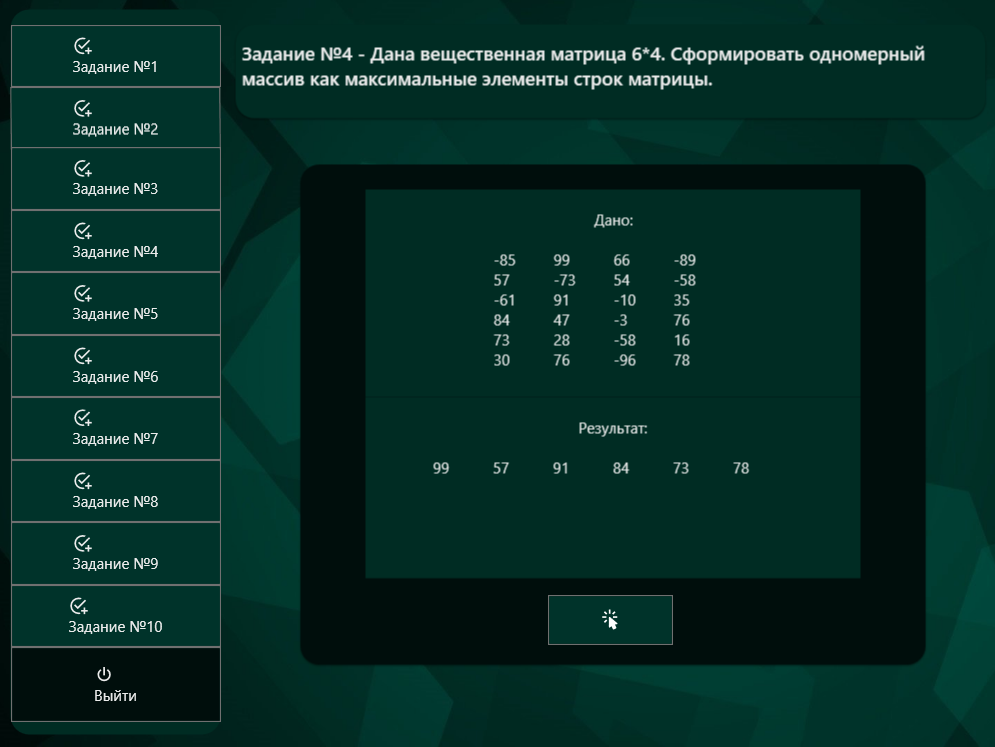 Задание №1
Задание №2
Задание №3
Задание №4
Задание №5
Задание №6
Задание №7
Задание №8
Задание №9
Задание №10
Выйти
Задание №4 - Дана вещественная матрица 6*4. Сформировать одномерный
массив как максимальные элементы строк матрицы.
Дано:
-85 99 66 -89
57 -73 54 -58
-61 91 -10 35
84 47 -3 76
73 28 -58 16
30 76 -96 78
Результат:
99 57 91 84 73 78